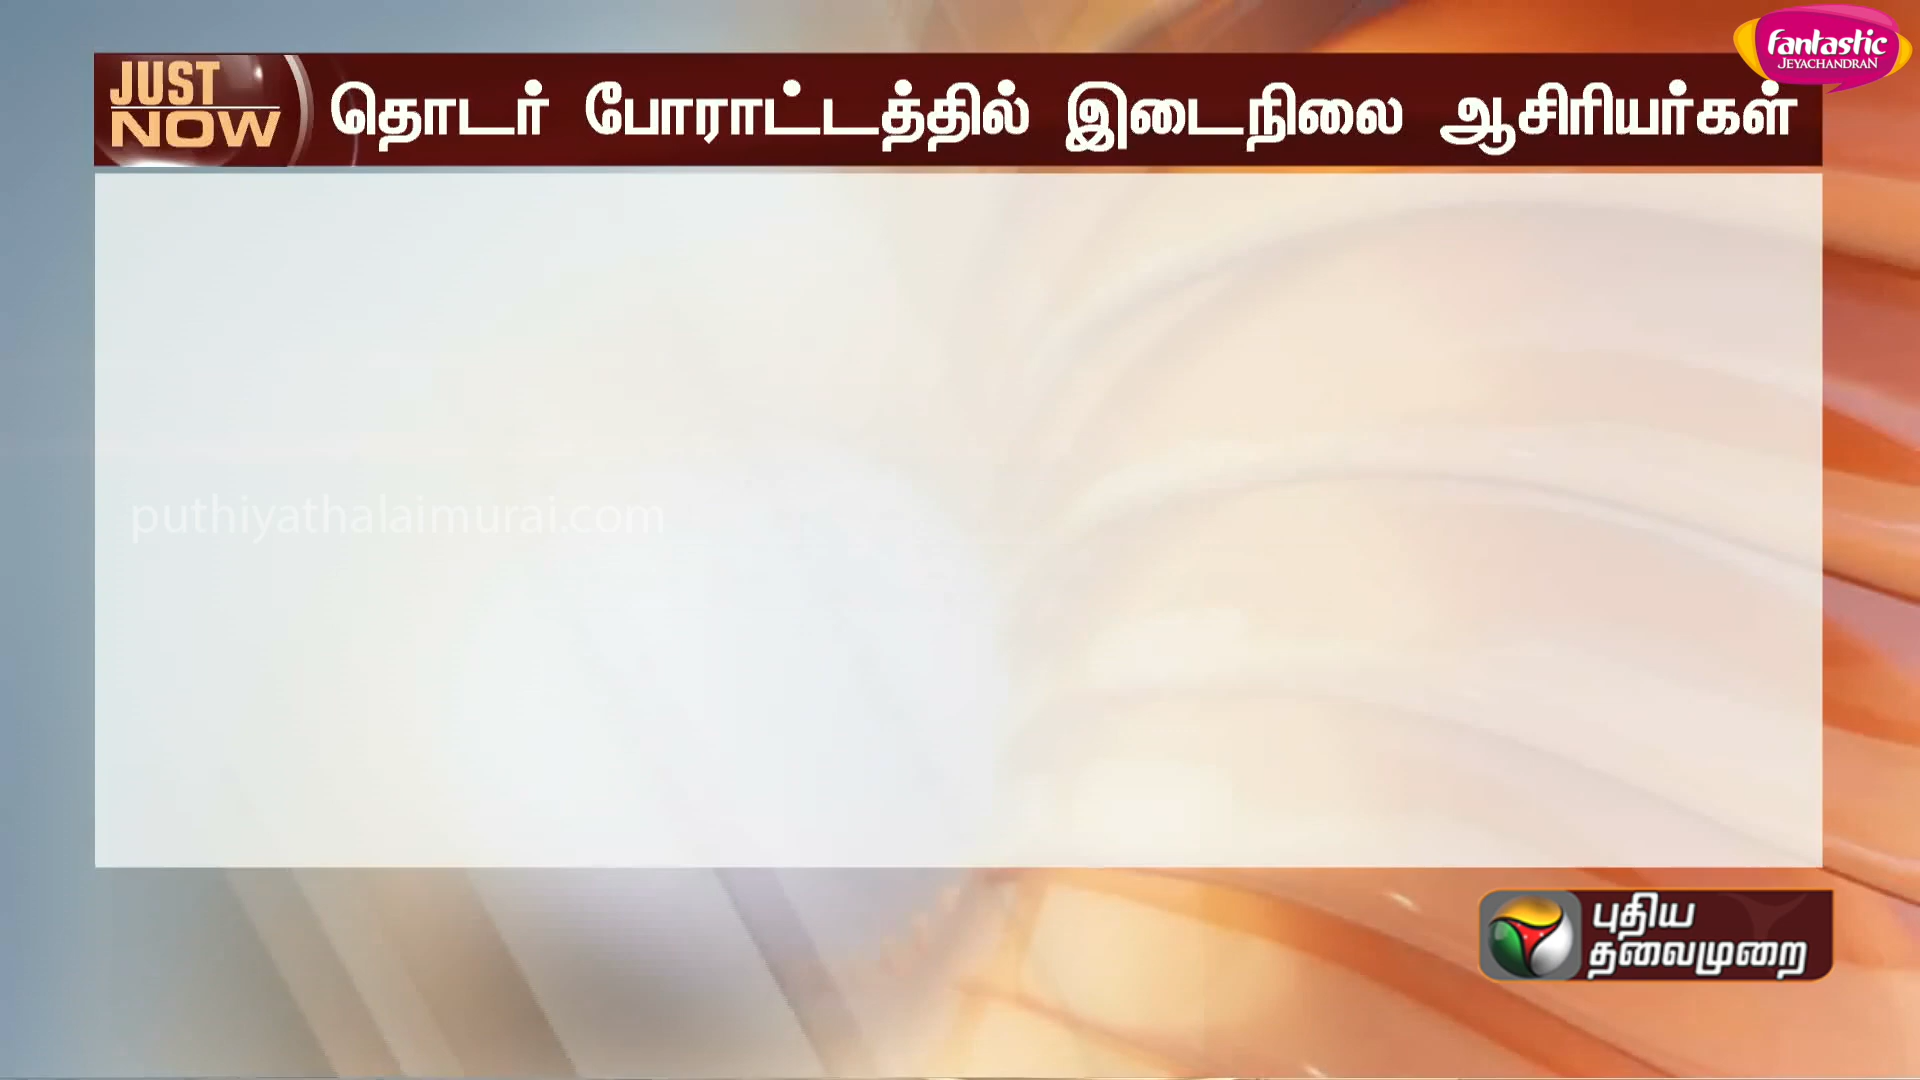 fantastic
JEYACHANDRAN
JUST
NOW
தொடர் போராட்டத்தில் இடைநிலை ஆசிரியர்கள்
puthiyathalaimurai.com
புதிய
தலைமுறை